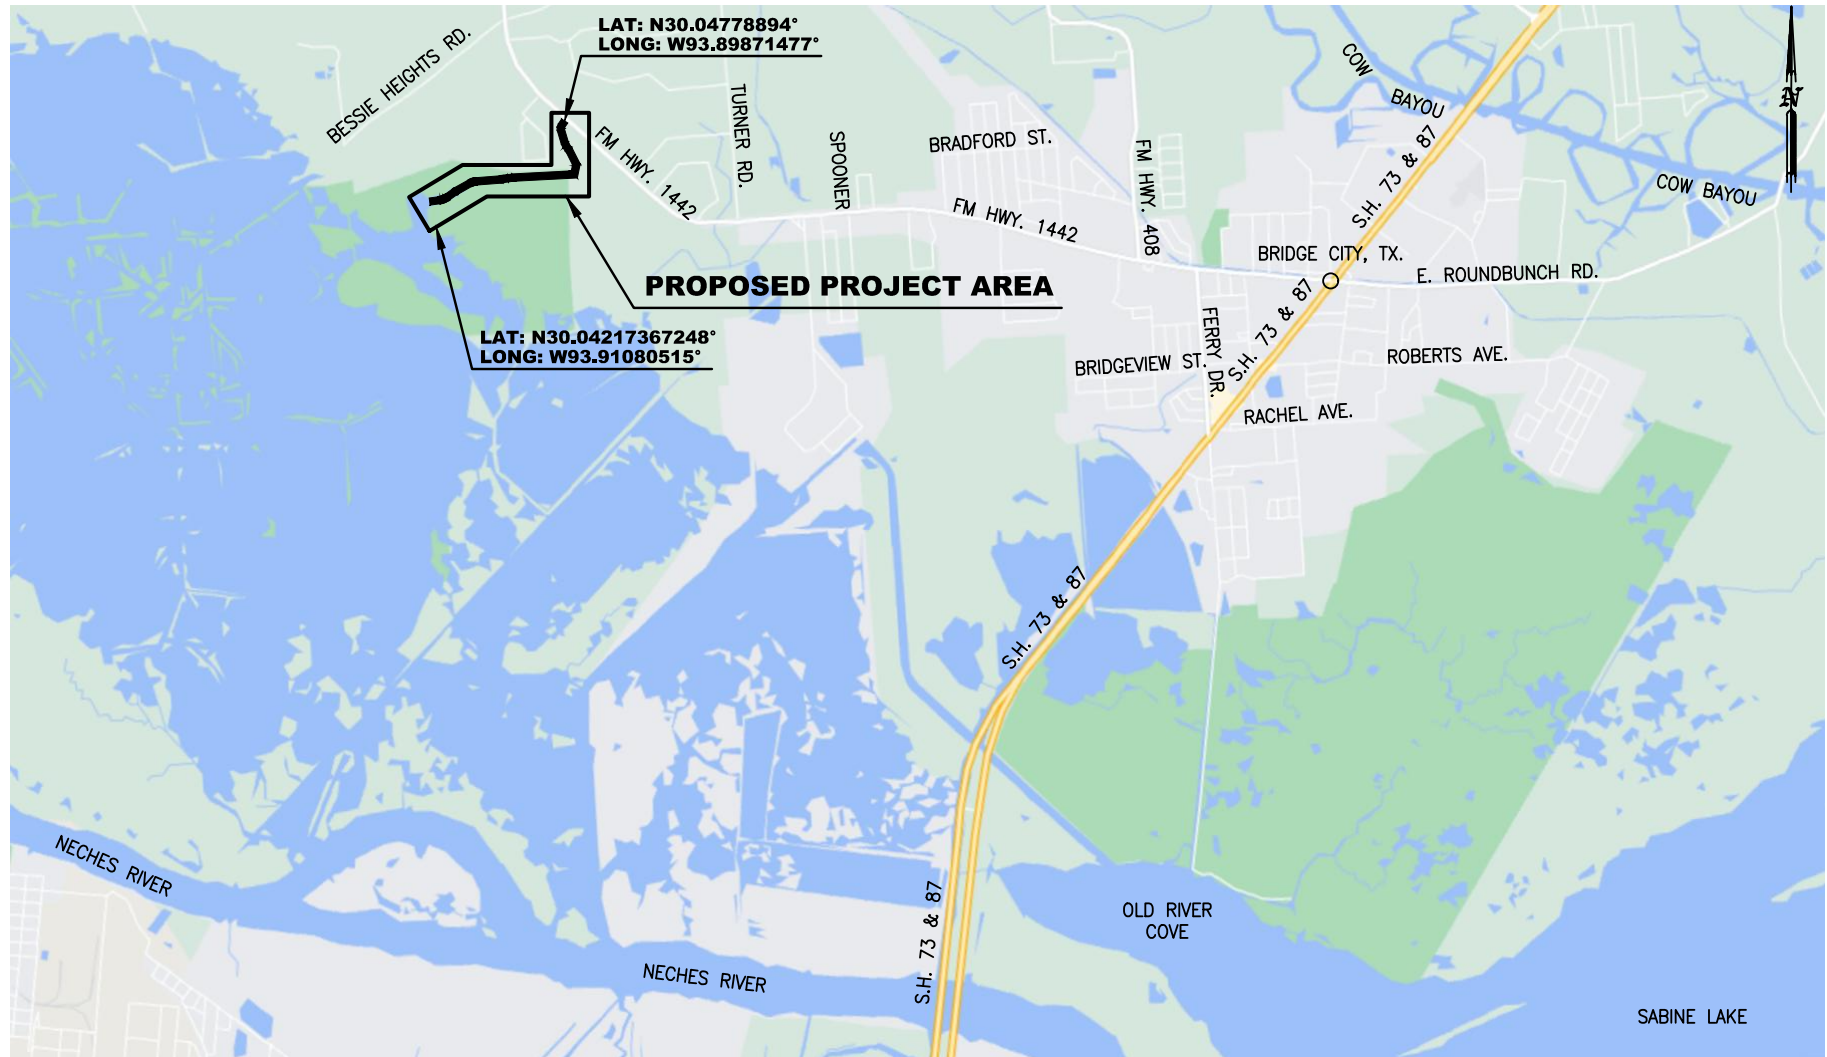 LAT: N30.04778894°
LONG: W93.89871477°
BESSIE HEIGHTS RD.
COW
BAYOU
N
TURNER RD.
FM HWY. 1442
SPOONER
BRADFORD ST.
FM HWY. 408
S.H. 73 & 87
COW BAYOU
FM HWY. 1442
BRIDGE CITY, TX.
E. ROUNDBUNCH RD.
PROPOSED PROJECT AREA
LAT: N30.04217367248°
LONG: W93.91080515°
FERRY DR.
S.H. 73 & 87
BRIDGEVIEW ST.
ROBERTS AVE.
RACHEL AVE.
S.H. 73 & 87
NECHES RIVER
OLD RIVER
COVE
S.H. 73 & 87
NECHES RIVER
SABINE LAKE